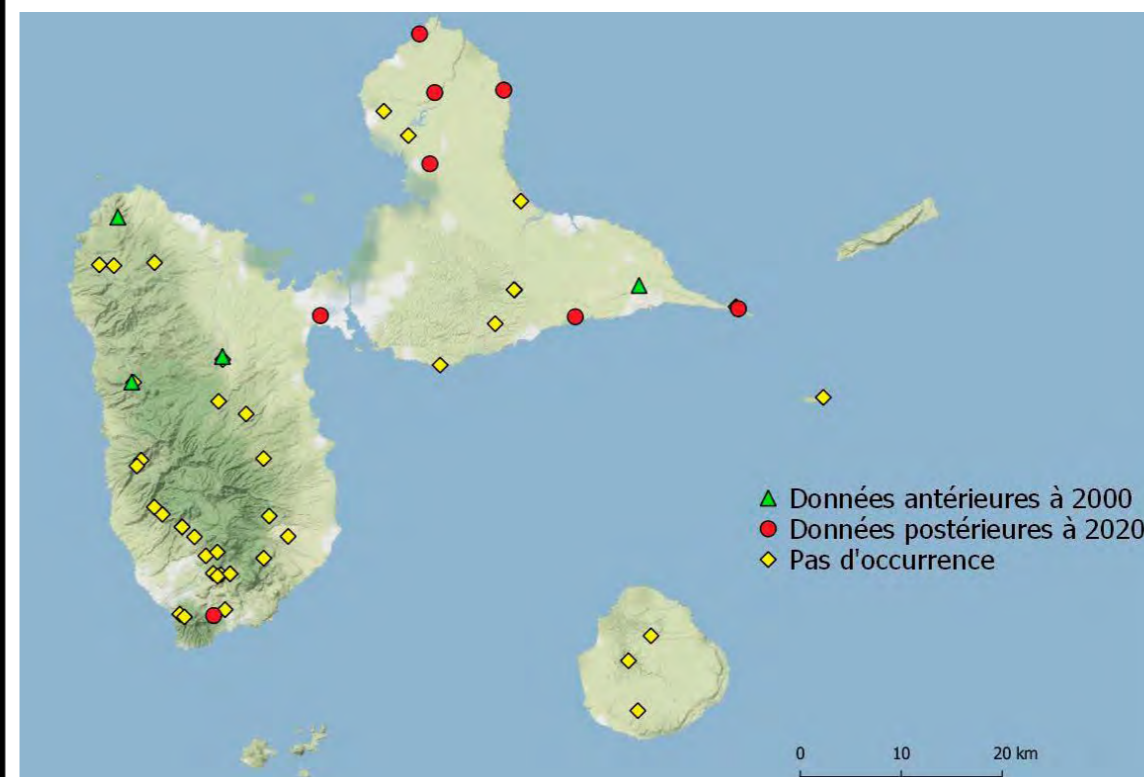 Données antérieures à 2000
Données postérieures à 2020
Pas d'occurrence
0 10 20 km